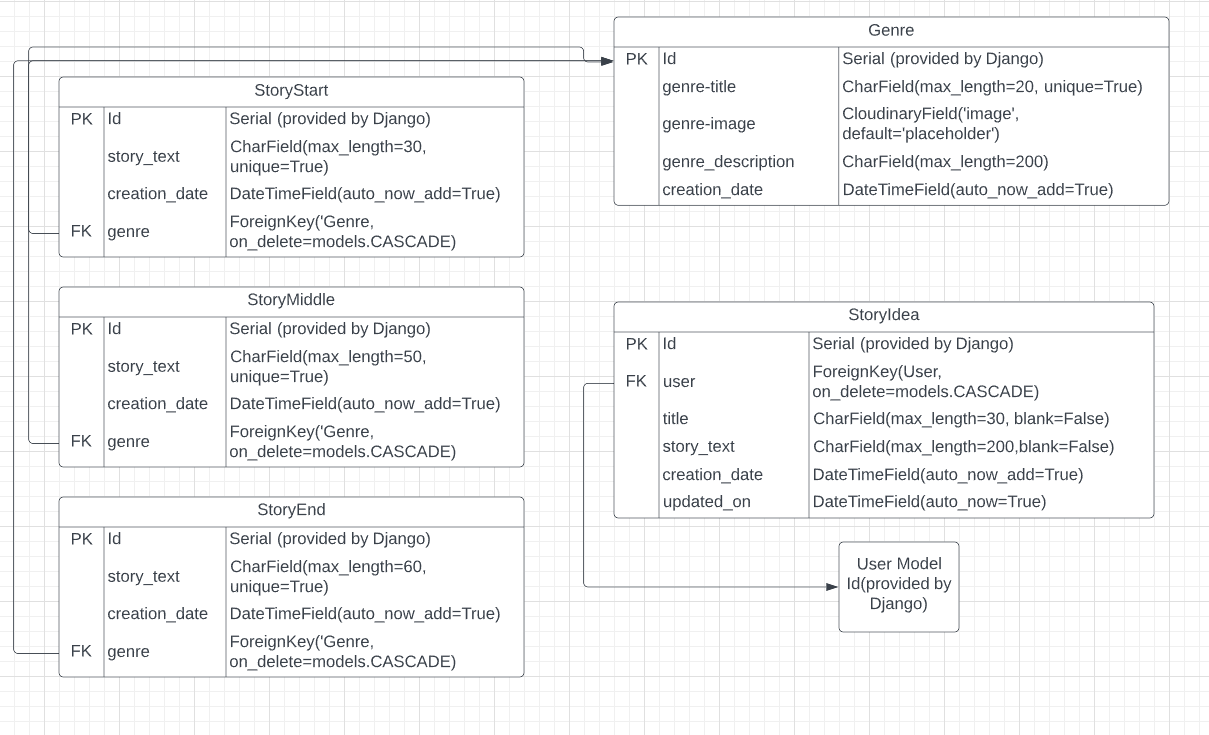 StoryStart
PK Id Serial (provided by Django)
story_text CharField(max_length=30,
unique=True)
creation_date DateTimeField(auto_now_add=True)
FK genre ForeignKey('Genre,
on_delete=models.CASCADE)
StoryMiddle
PK Id Serial (provided by Django)
story_text CharField(max_length=50,
unique=True)
creation_date DateTimeField(auto_now_add=True)
FK genre ForeignKey('Genre,
on_delete=models.CASCADE)
StoryEnd
PK Id Serial (provided by Django)
story_text CharField(max_length=60,
unique=True)
creation_date DateTimeField(auto_now_add=True)
FK genre ForeignKey('Genre,
on_delete=models.CASCADE)
Genre
PK Id Serial (provided by Django)
genre-title CharField(max_length=20, unique=True)
genre-image CloudinaryField('image',
default='placeholder')
genre_description CharField(max_length=200)
creation_date DateTimeField(auto_now_add=True)
StoryIdea
PK Id Serial (provided by Django)
FK user ForeignKey(User,
on_delete=models.CASCADE)
title CharField(max_length=30, blank=False)
story_text CharField(max_length=200,blank=False)
creation_date DateTimeField(auto_now_add=True)
updated_on DateTimeField(auto_now=True)
User Model
Id(provided by
Django)